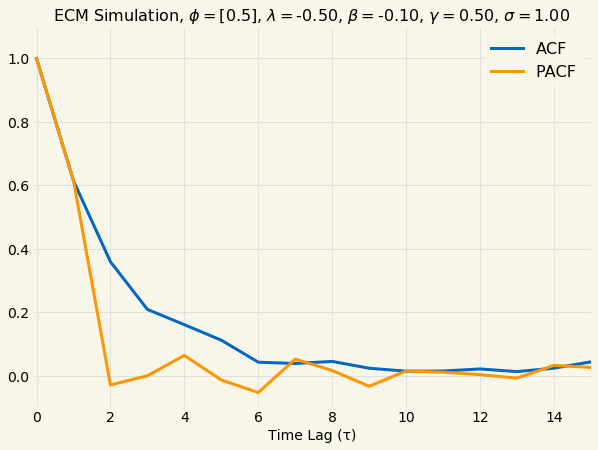 ECM Simulation, ϕ = [0.5], λ = -0.50, β = -0.10, γ = 0.50, σ = 1.00
ACF
PACF
1.0
0.8
0.6
0.4
0.2
0.0
0 2 4 6 8 10 12 14
Time Lag (τ)